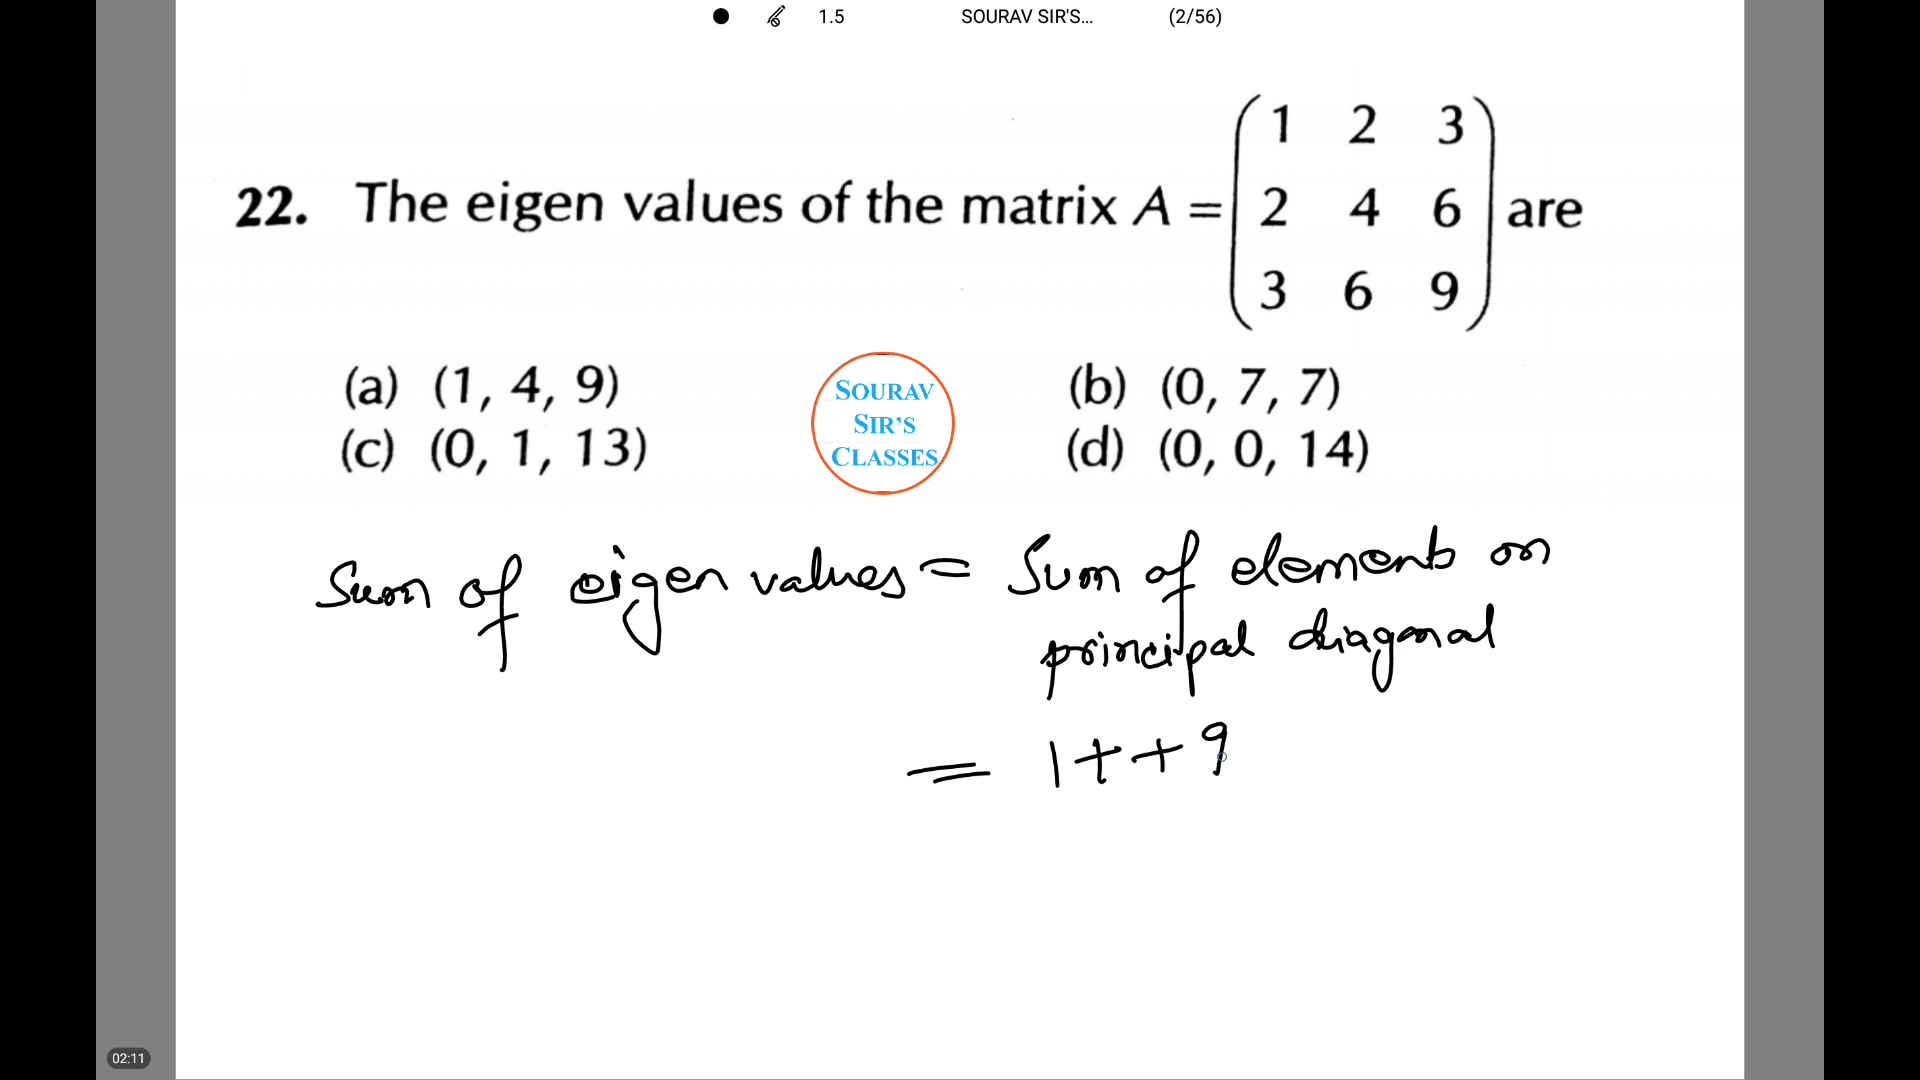 1.5 SOURAV SIR'S... (2/56)
1 2 3
22. The eigen values of the matrix A = 2 4 6 are
3 6 9
(a) (1, 4, 9) (b) (0, 7, 7)
(c) (0, 1, 13) (d) (0, 0, 14)
SOURAV
SIR'S
CLASSES
Sum of eigen values = Sum of elements on
principal diagonal
= 1 + + 9
02:11